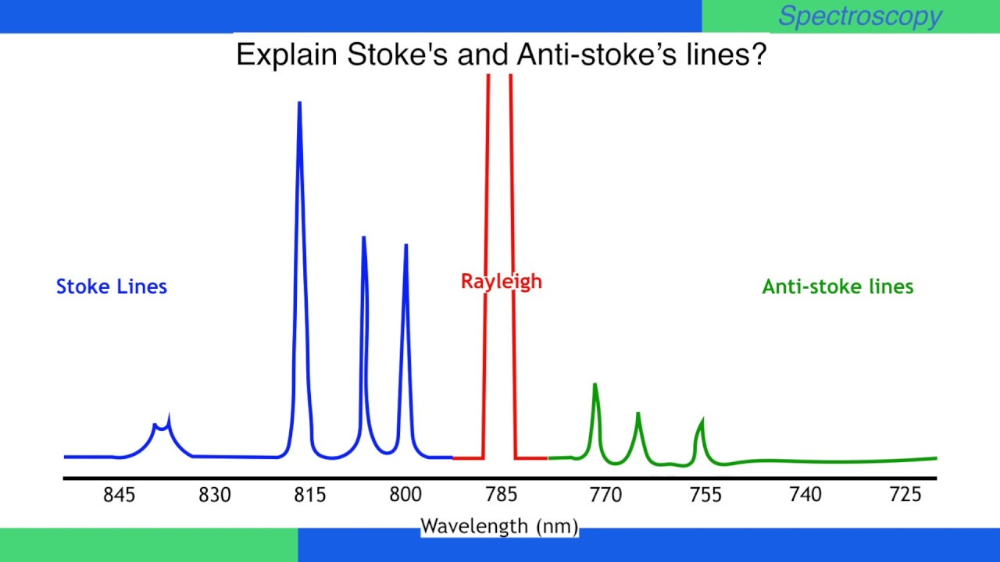 Spectroscopy
Explain Stoke's and Anti-stoke’s lines?
Stoke Lines
Rayleigh
Anti-stoke lines
845 830 815 800 785 770 755 740 725
Wavelength (nm)